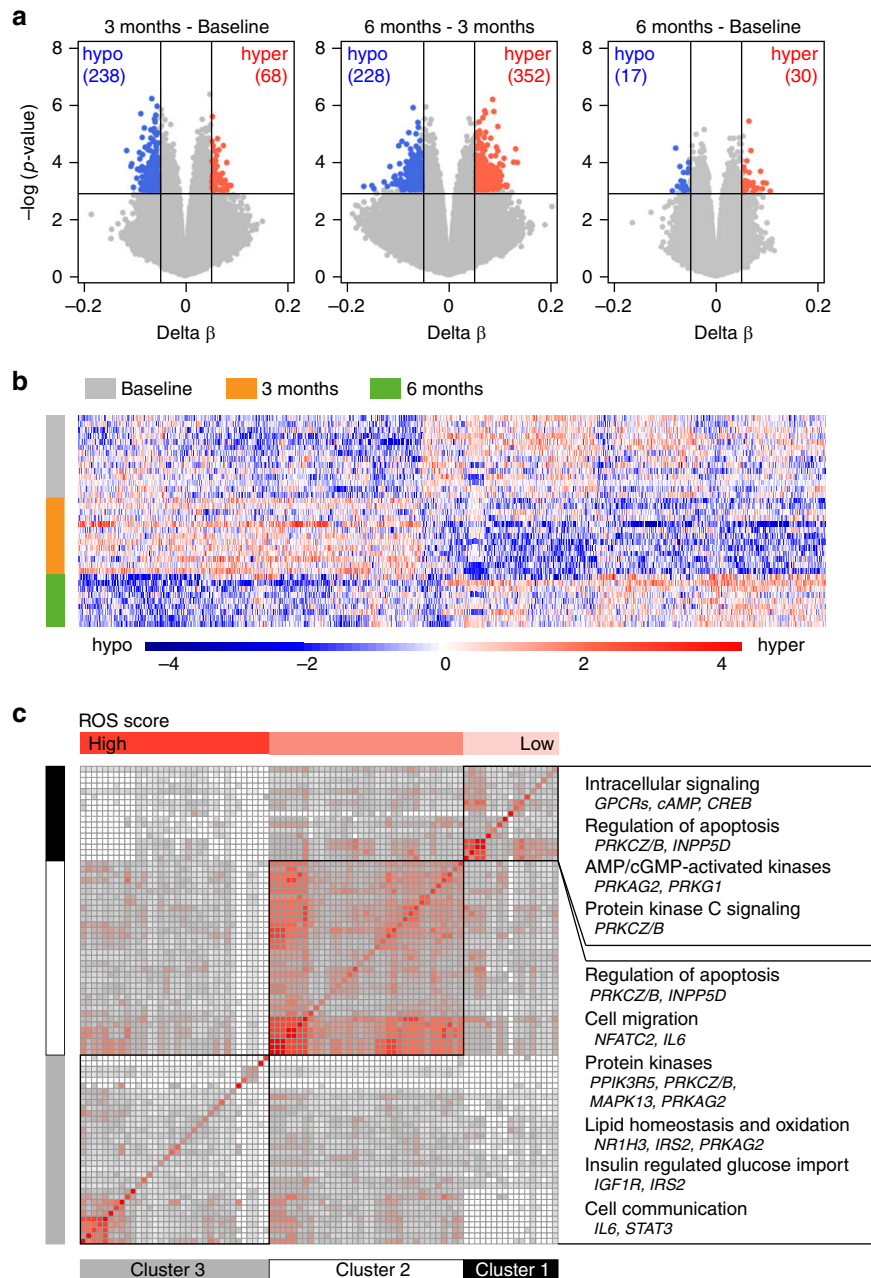 a
3 months - Baseline
6 months - 3 months
6 months - Baseline
8
6
4
2
0
–log (p-value)
hypo
(238)
hyper
(68)
hypo
(228)
hyper
(352)
8
6
4
2
0
hypo
(17)
hyper
(30)
–0.2
0
0.2
–0.2
0
0.2
–0.2
0
0.2
Delta β
Delta β
Delta β
b
Baseline
3 months
6 months
hypo
hyper
–4
–2
0
2
4
c
ROS score
High
Low
Intracellular signaling
GPCRs, cAMP, CREB
Regulation of apoptosis
PRKCZ/B, INPP5D
AMP/cGMP-activated kinases
PRKAG2, PRKG1
Protein kinase C signaling
PRKCZ/B
Regulation of apoptosis
PRKCZ/B, INPP5D
Cell migration
NFATC2, IL6
Protein kinases
PPIK3R5, PRKCZ/B,
MAPK13, PRKAG2
Lipid homeostasis and oxidation
NR1H3, IRS2, PRKAG2
Insulin regulated glucose import
IGF1R, IRS2
Cell communication
IL6, STAT3
Cluster 3
Cluster 2
Cluster 1